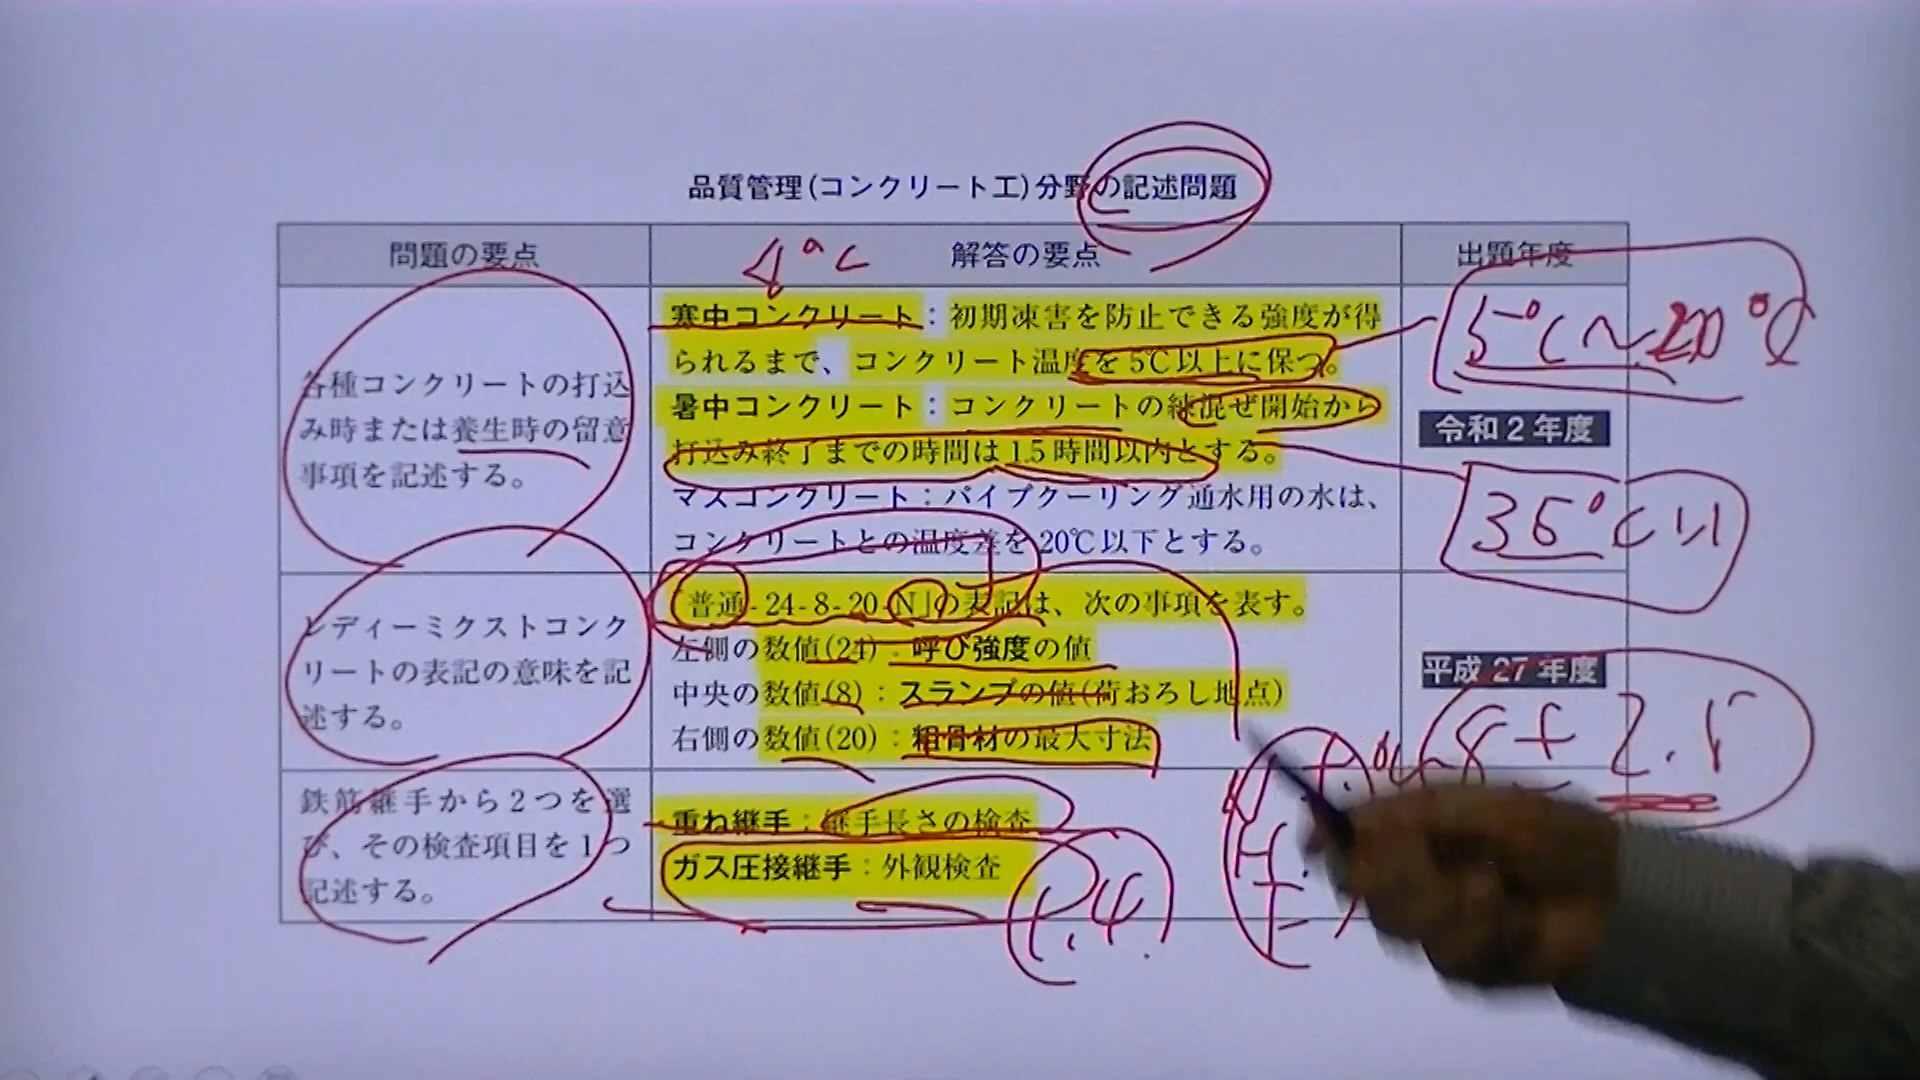 品質管理(コンクリート工)分野の記述問題
問題の要点
4°C
解答の要点
出題年度
各種コンクリートの打込
み時または養生時の留意
事項を記述する。
寒中コンクリート：初期凍害を防止できる強度が得
られるまで、コンクリート温度を5℃以上に保つ。
暑中コンクリート：コンクリートの練混ぜ開始から
打込み終了までの時間は1.5時間以内とする。
マスコンクリート：パイプクーリング通水用の水は、
コンクリートとの温度差を20℃以下とする。
5°C〜20°C
令和2年度
35°C以
レディーミクストコンク
リートの表記の意味を記
述する。
「普通-24-8-20-N」の表記は、次の事項を表す。
左側の数値(24)：呼び強度の値
中央の数値(8)：スランプの値(荷おろし地点)
右側の数値(20)：粗骨材の最大寸法
平成27年度
8±2.5
鉄筋継手から2つを選
び、その検査項目を1つ
記述する。
重ね継手：継手長さの検査
ガス圧接継手：外観検査
1.4